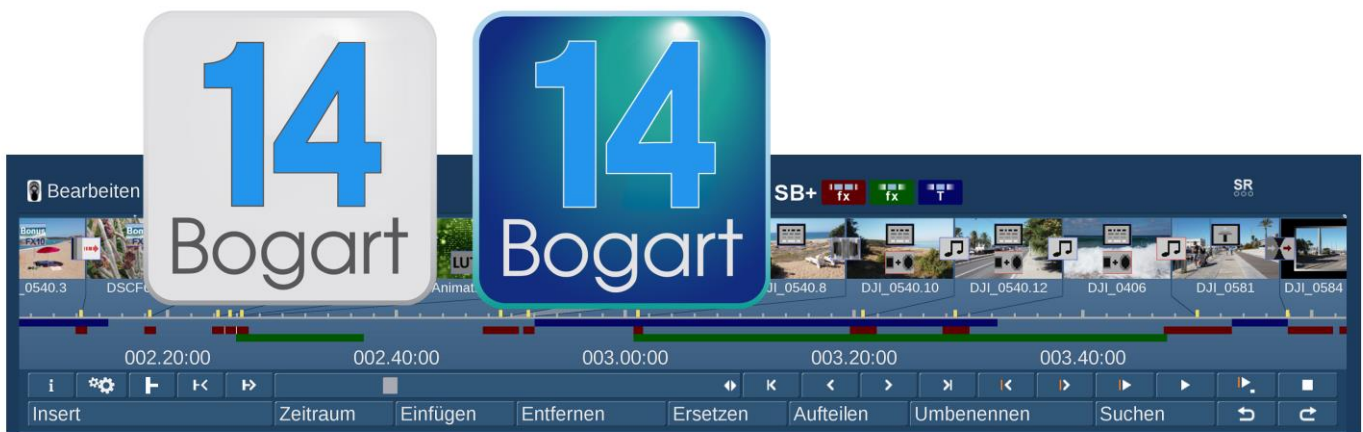 14
Bogart
14
Bogart
Bearbeiten
SB+
fx
fx
T
SR
Bonus
FX10
Bonus
LUT
_0540.3
Animat
JI_0540.8
DJI_0540.10
DJI_0540.12
DJI_0406
DJI_0581
DJI_0584
002.20:00
002.40:00
003.00:00
003.20:00
003.40:00
i
Insert
Zeitraum
Einfügen
Entfernen
Ersetzen
Aufteilen
Umbenennen
Suchen